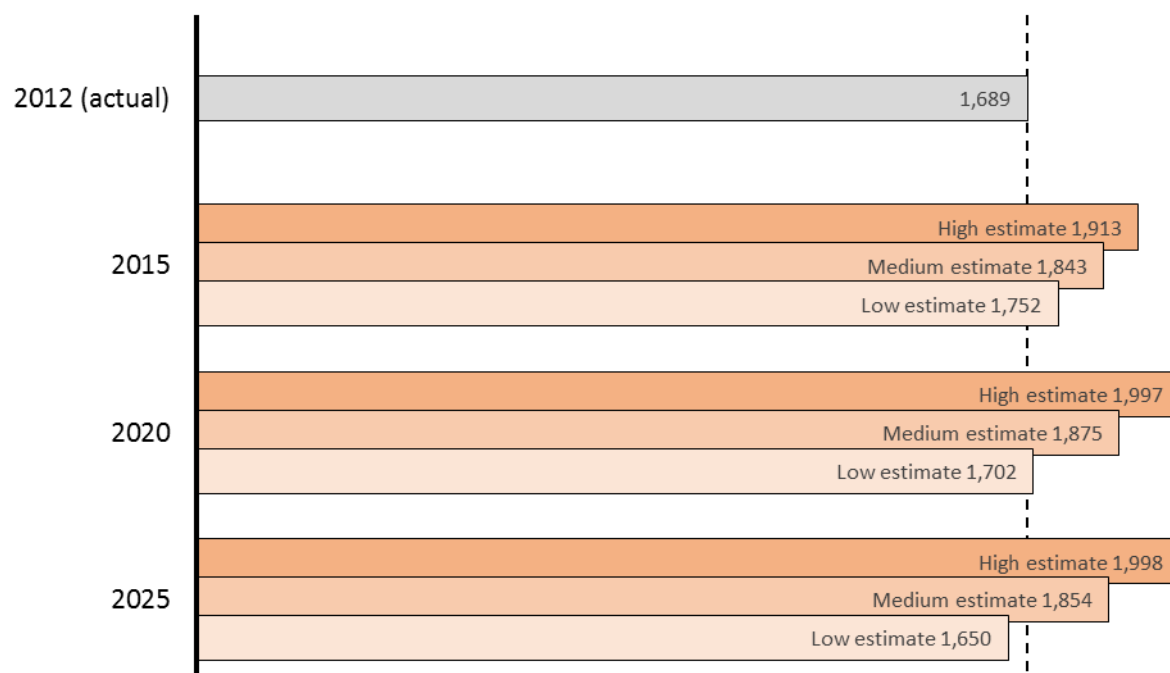 2012 (actual)
1,689
2015
High estimate 1,913
Medium estimate 1,843
Low estimate 1,752
2020
High estimate 1,997
Medium estimate 1,875
Low estimate 1,702
2025
High estimate 1,998
Medium estimate 1,854
Low estimate 1,650